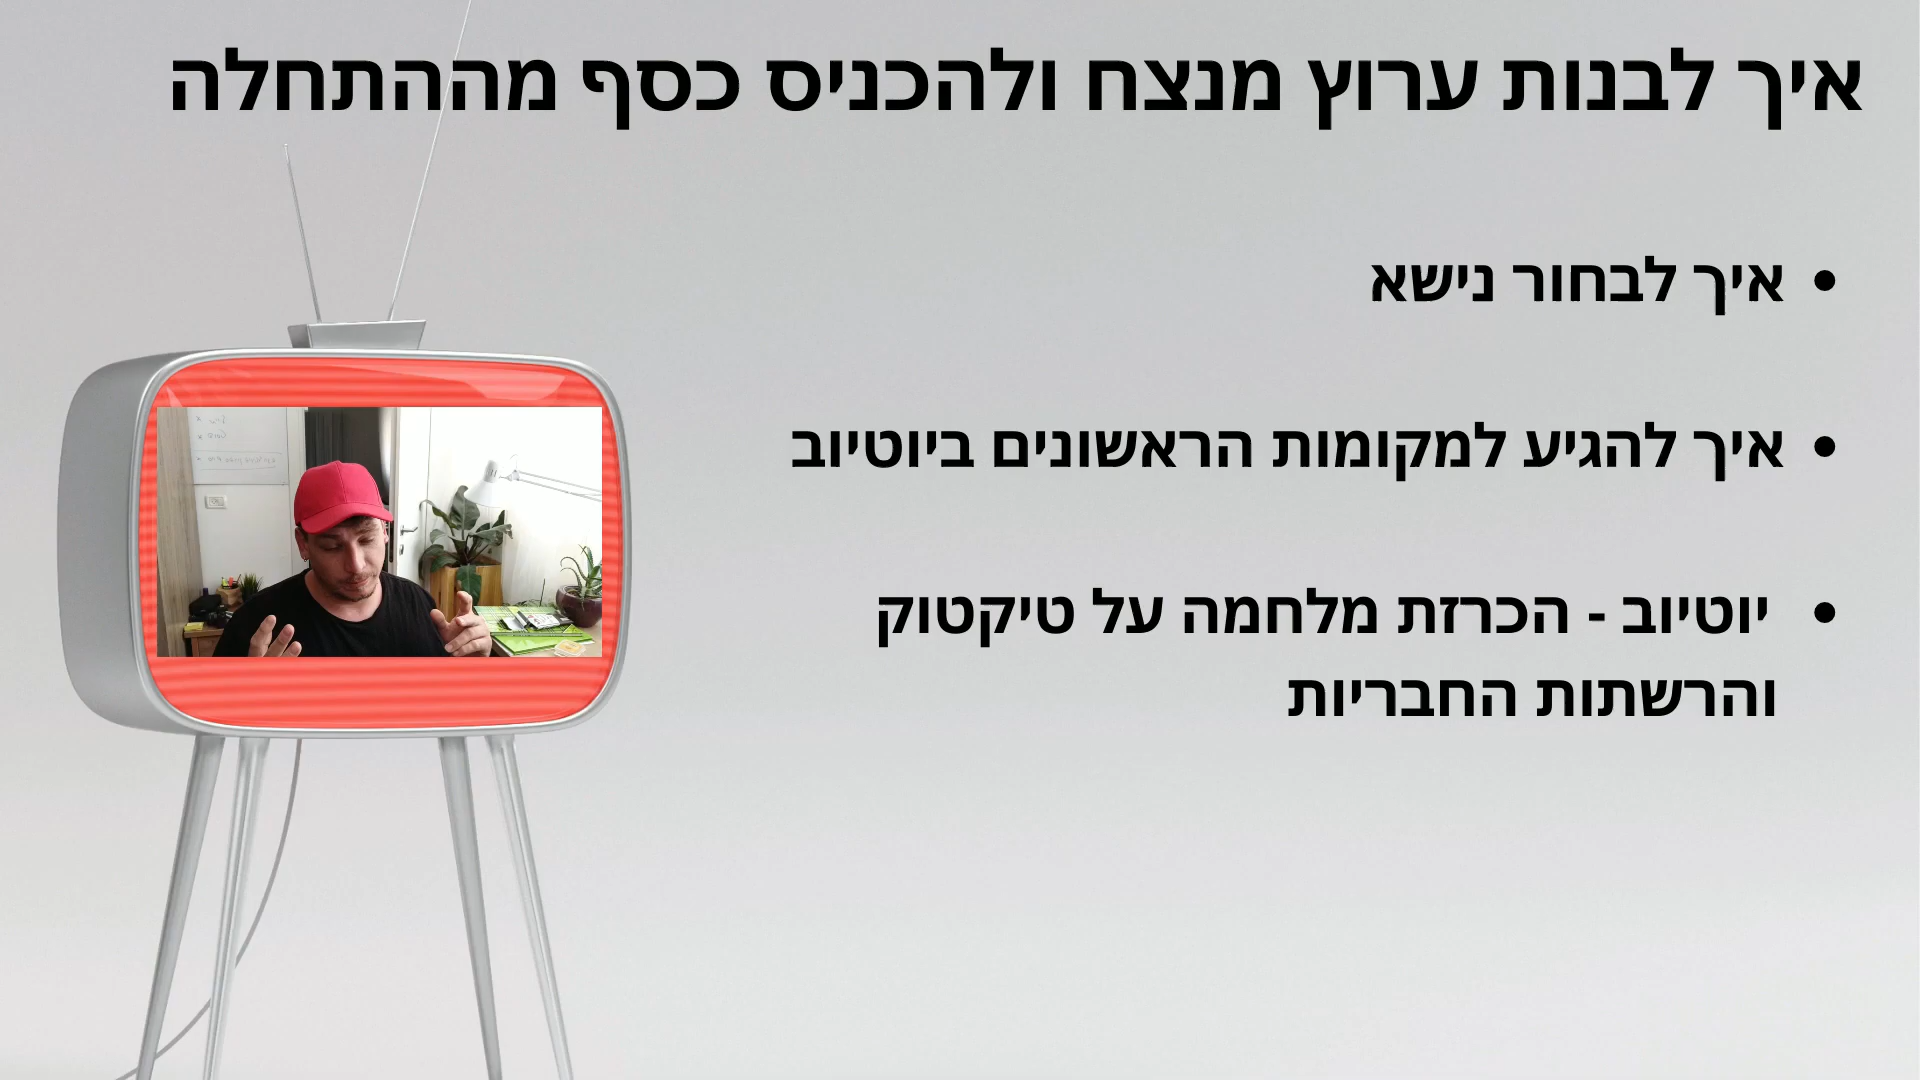 איך לבנות ערוץ מנצח ולהכניס כסף מההתחלה
• איך לבחור נישא
• איך להגיע למקומות הראשונים ביוטיוב
• יוטיוב - הכרזת מלחמה על טיקטוק
והרשתות החבריות